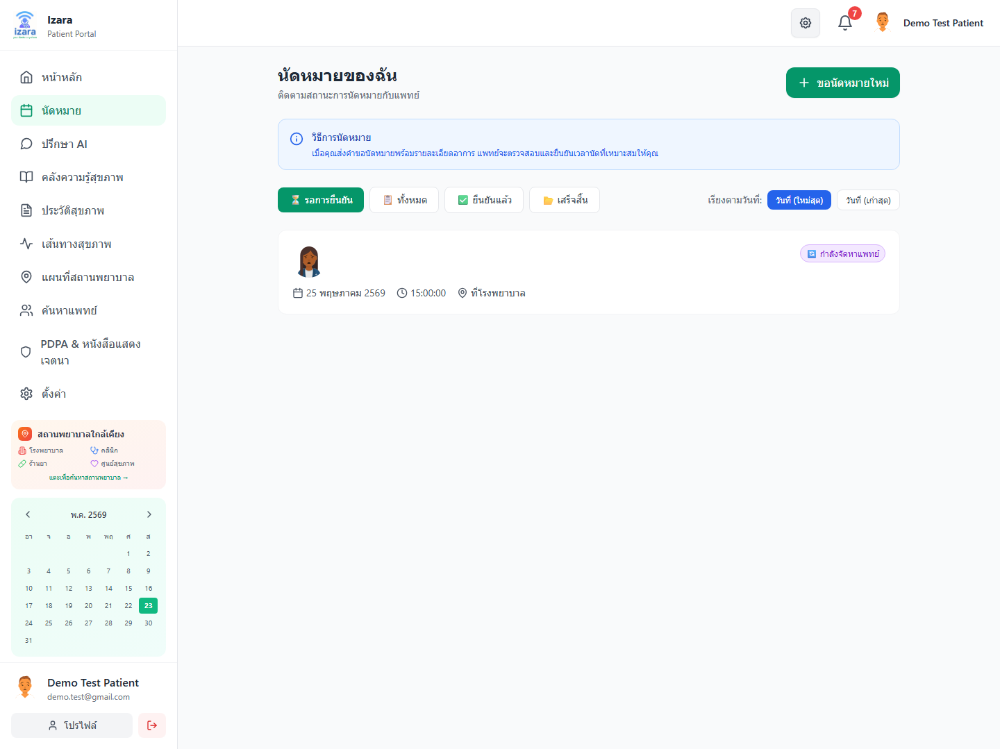 izara
Izara
Patient Portal
หน้าหลัก
นัดหมาย
ปรึกษา AI
คลังความรู้สุขภาพ
ประวัติสุขภาพ
เส้นทางสุขภาพ
แผนที่สถานพยาบาล
ค้นหาแพทย์
PDPA & หนังสือแสดง
เจตนา
ตั้งค่า
สถานพยาบาลใกล้เคียง
โรงพยาบาล คลินิก
ร้านยา ศูนย์สุขภาพ
แตะเพื่อค้นหาสถานพยาบาล →
พ.ค. 2569
อา จ อ พ พฤ ศ ส
1 2
3 4 5 6 7 8 9
10 11 12 13 14 15 16
17 18 19 20 21 22 23
24 25 26 27 28 29 30
31
Demo Test Patient
demo.test@gmail.com
โปรไฟล์
7
Demo Test Patient
นัดหมายของฉัน
ติดตามสถานะการนัดหมายกับแพทย์
ขอนัดหมายใหม่
วิธีการนัดหมาย
เมื่อคุณส่งคำขอนัดหมายพร้อมรายละเอียดอาการ แพทย์จะตรวจสอบและยืนยันเวลานัดที่เหมาะสมให้คุณ
รอการยืนยัน ทั้งหมด ยืนยันแล้ว เสร็จสิ้น
เรียงตามวันที่: วันที่ (ใหม่สุด) วันที่ (เก่าสุด)
กำลังจัดหาแพทย์
25 พฤษภาคม 2569 15:00:00 ที่โรงพยาบาล